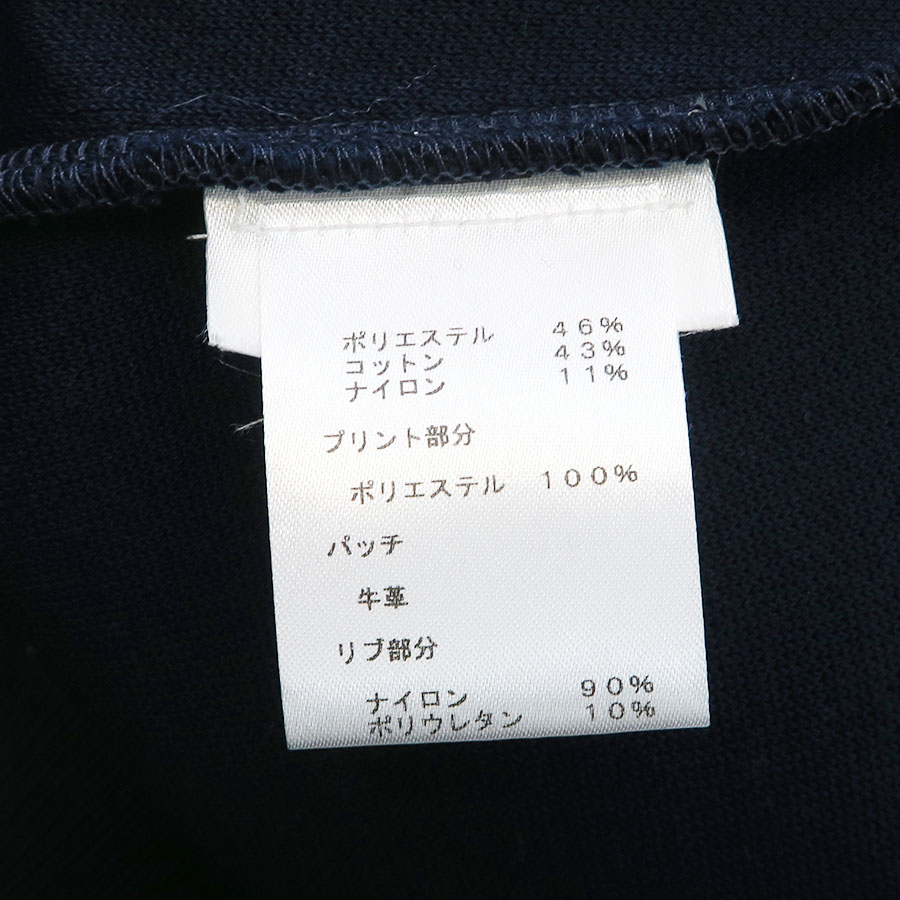 ポリエステル 46%
コットン 43%
ナイロン 11%
プリント部分
ポリエステル 100%
パッチ
牛革
リブ部分
ナイロン 90%
ポリウレタン 10%